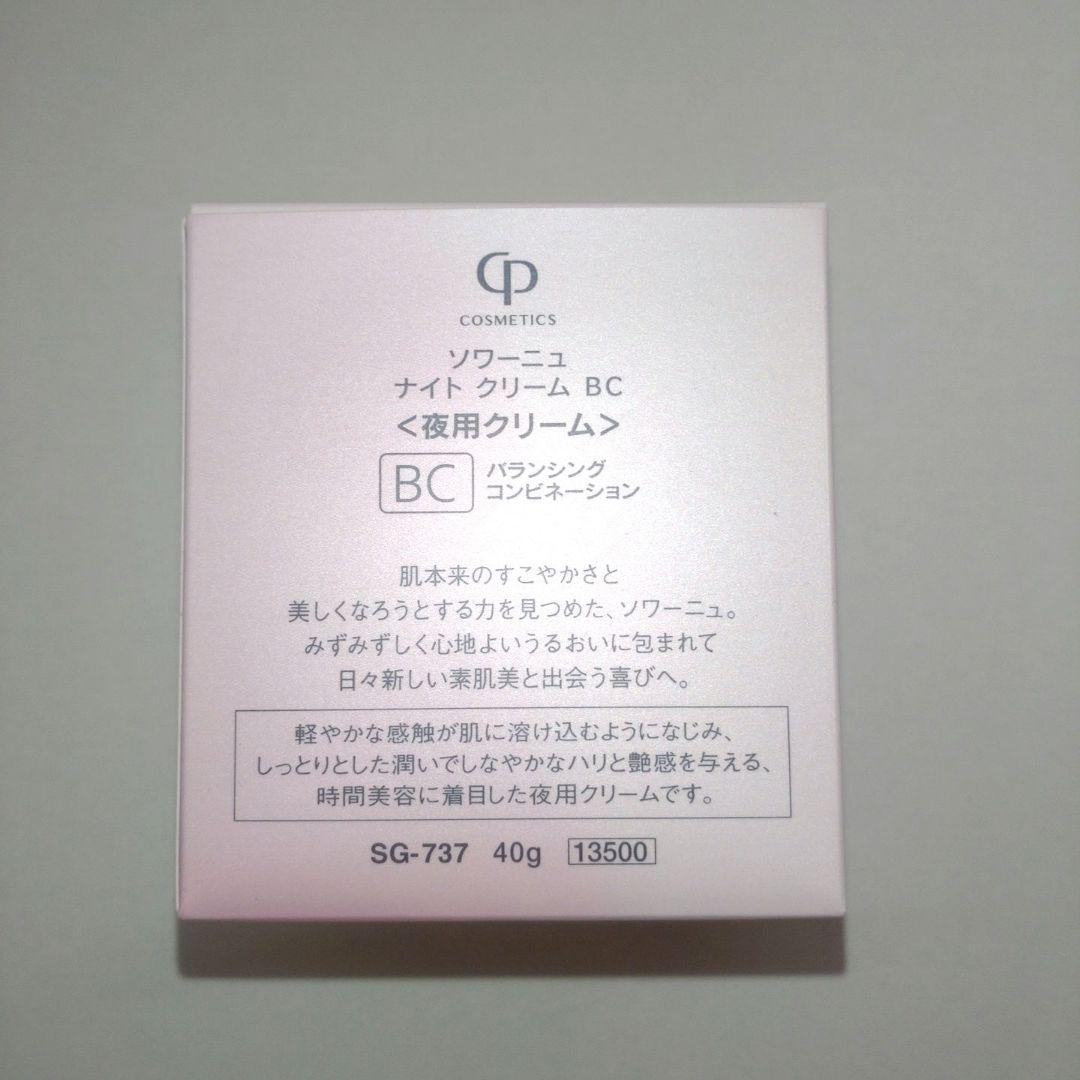 CP
COSMETICS
ソワーニュ
ナイト クリーム BC
<夜用クリーム>
BC バランシング
コンビネーション
肌本来のすこやかさと
美しくなろうとする力を見つめた、ソワーニュ。
みずみずしく心地よいうるおいに包まれて
日々新しい素肌美と出会う喜びへ。
軽やかな感触が肌に溶け込むようになじみ、
しっとりとした潤いでしなやかなハリと艶感を与える、
時間美容に着目した夜用クリームです。
SG-737 40g 13500